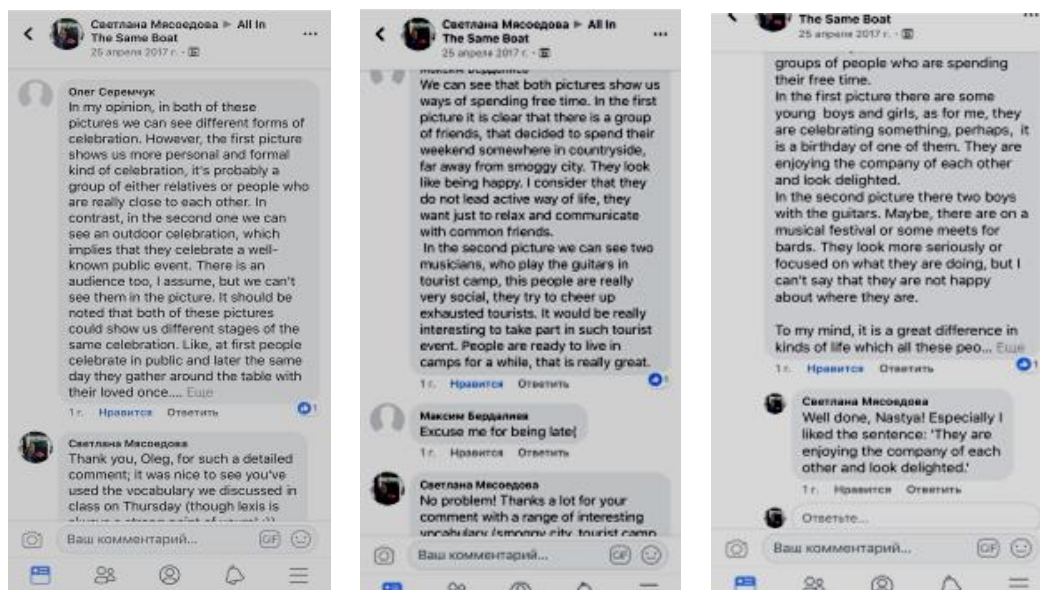 Светлана Мясоедова ▸ All In
The Same Boat
25 апреля 2017 г. ·
Олег Серемчук
In my opinion, in both of these
pictures we can see different forms of
celebration. However, the first picture
shows us more personal and formal
kind of celebration, it's probably a
group of either relatives or people who
are really close to each other. In
contrast, in the second one we can
see an outdoor celebration, which
implies that they celebrate a well-
known public event. There is an
audience too, I assume, but we can't
see them in the picture. It should be
noted that both of these pictures
could show us different stages of the
same celebration. Like, at first people
celebrate in public and later the same
day they gather around the table with
their loved once.... Еще
1 г. Нравится Ответить 1
Светлана Мясоедова
Thank you, Oleg, for such a detailed
comment; it was nice to see you've
used the vocabulary we discussed in
class on Thursday (though lexis is
Ваш комментарий... GIF
Светлана Мясоедова ▸ All In
The Same Boat
25 апреля 2017 г. ·
Максим Бердалиев
We can see that both pictures show us
ways of spending free time. In the first
picture it is clear that there is a group
of friends, that decided to spend their
weekend somewhere in countryside,
far away from smoggy city. They look
like being happy. I consider that they
do not lead active way of life, they
want just to relax and communicate
with common friends.
In the second picture we can see two
musicians, who play the guitars in
tourist camp, this people are really
very social, they try to cheer up
exhausted tourists. It would be really
interesting to take part in such tourist
event. People are ready to live in
camps for a while, that is really great.
1 г. Нравится Ответить 1
Максим Бердалиев
Excuse me for being late(
1 г. Нравится Ответить
Светлана Мясоедова
No problem! Thanks a lot for your
comment with a range of interesting
vocabulary (smoggy city, tourist camp
Ваш комментарий... GIF
The Same Boat
25 апреля 2017 г. ·
groups of people who are spending
their free time.
In the first picture there are some
young boys and girls, as for me, they
are celebrating something, perhaps, it
is a birthday of one of them. They are
enjoying the company of each other
and look delighted.
In the second picture there two boys
with the guitars. Maybe, there are on a
musical festival or some meets for
bards. They look more seriously or
focused on what they are doing, but I
can't say that they are not happy
about where they are.
To my mind, it is a great difference in
kinds of life which all these peo... Еще
1 г. Нравится Ответить 1
Светлана Мясоедова
Well done, Nastya! Especially I
liked the sentence: 'They are
enjoying the company of each
other and look delighted.'
1 г. Нравится Ответить
Ответьте...
Ваш комментарий... GIF